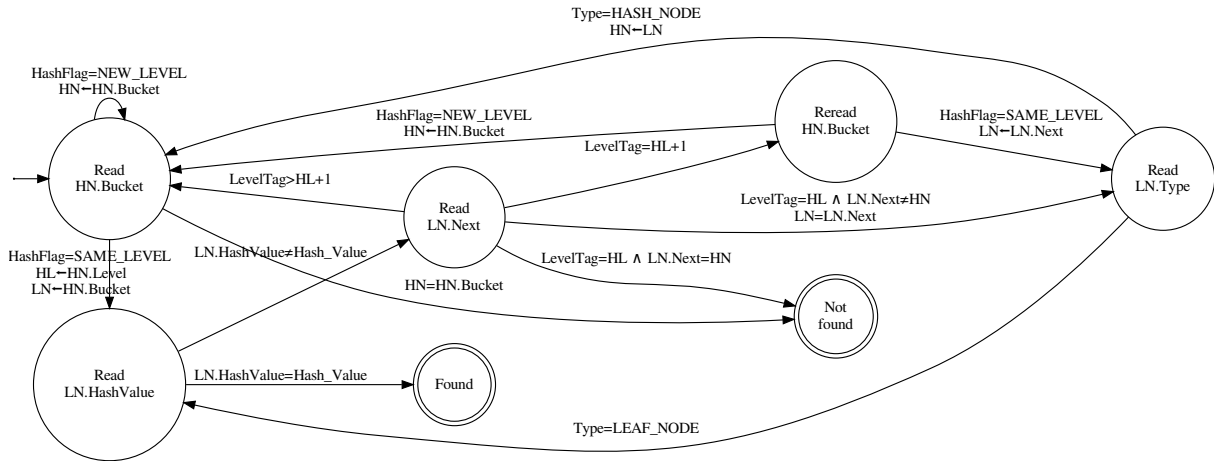 Type=HASH_NODE
HN←LN
HashFlag=NEW_LEVEL
HN←HN.Bucket
HashFlag=NEW_LEVEL
HN←HN.Bucket
Reread
HN.Bucket
HashFlag=SAME_LEVEL
LN←LN.Next
LevelTag=HL+1
Read
HN.Bucket
LevelTag>HL+1
Read
LN.Type
Read
LN.Next
LevelTag=HL ∧ LN.Next≠HN
LN=LN.Next
HashFlag=SAME_LEVEL
HL←HN.Level
LN←HN.Bucket
LN.HashValue≠Hash_Value
LevelTag=HL ∧ LN.Next=HN
HN=HN.Bucket
Not
found
Read
LN.HashValue
LN.HashValue=Hash_Value
Found
Type=LEAF_NODE